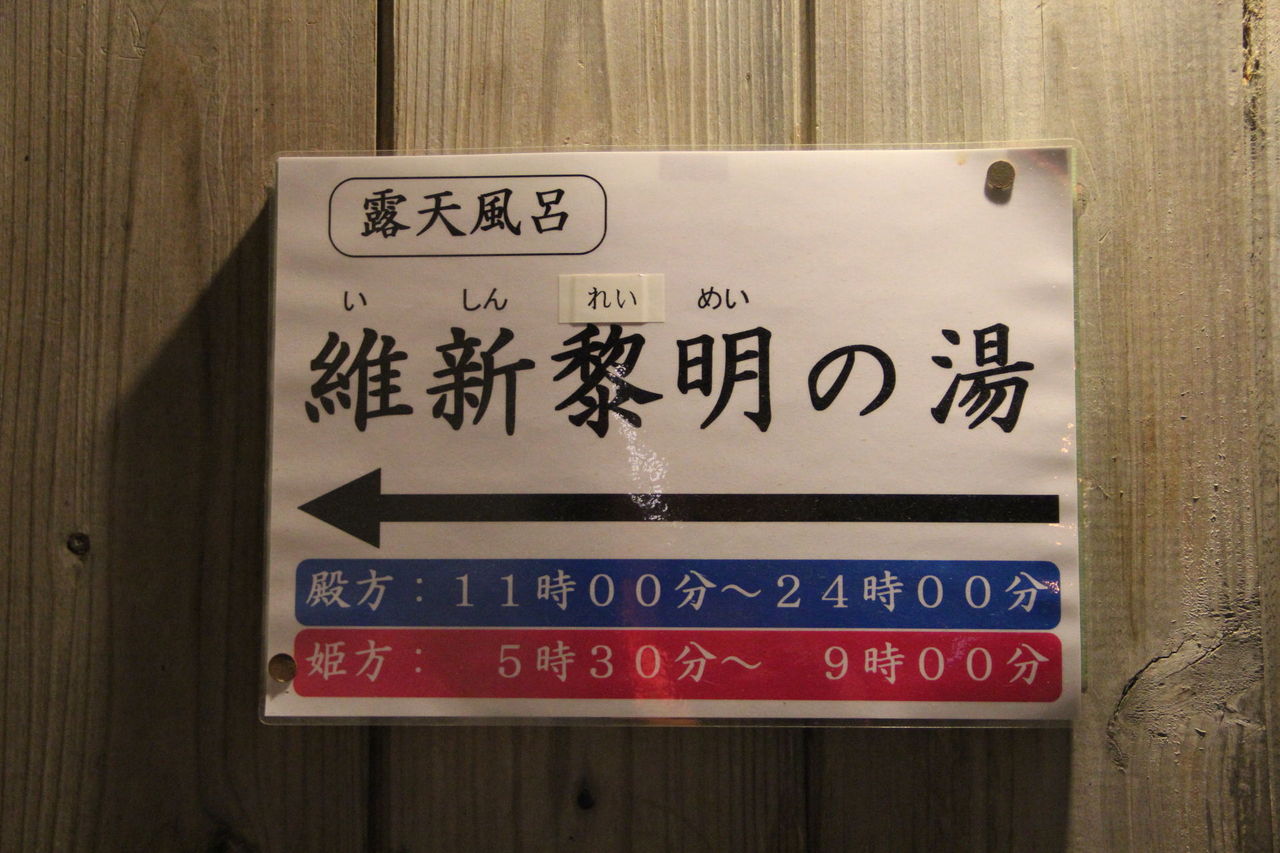 露天風呂
い しん れい めい
維新黎明の湯
殿方：１１時００分～２４時００分
姫方：　５時３０分～　９時００分